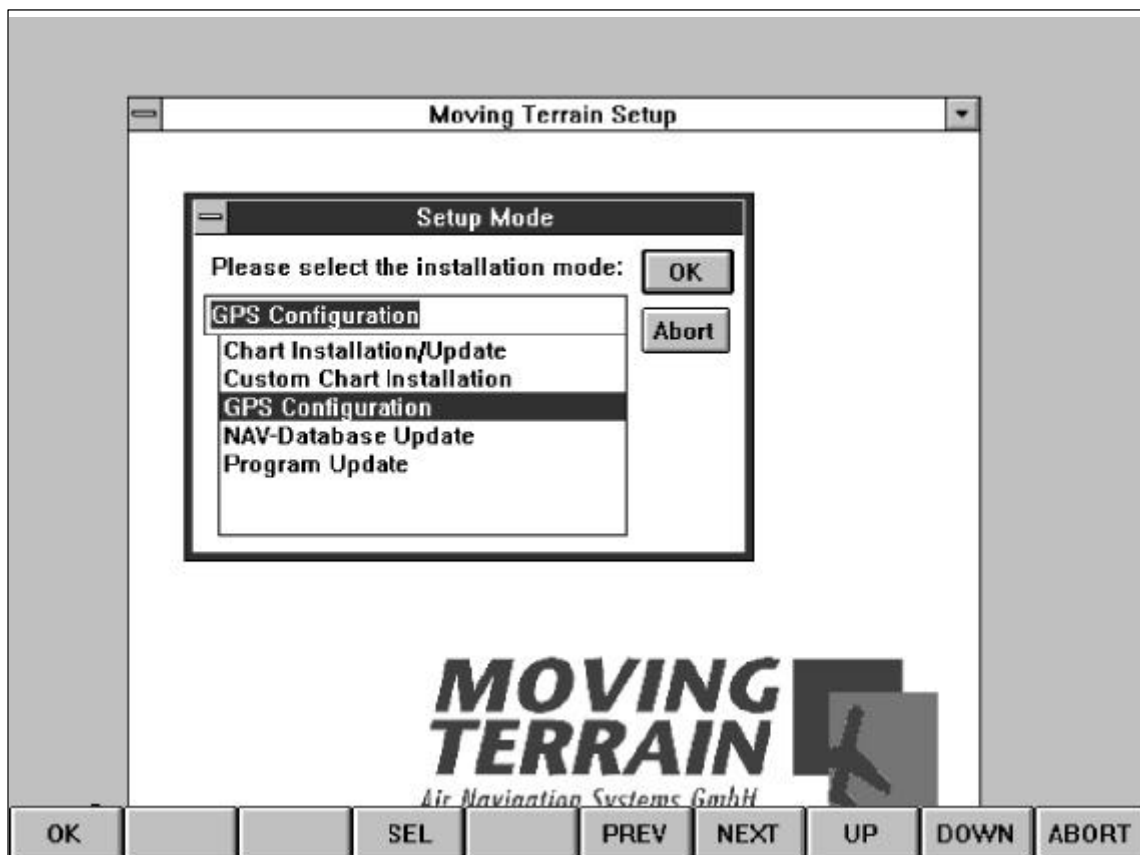 Moving Terrain Setup
Setup Mode
Please select the installation mode:
OK
GPS Configuration
Abort
Chart Installation/Update
Custom Chart Installation
GPS Configuration
NAV-Database Update
Program Update
MOVING
TERRAIN
Air Navigation Systems GmbH
OK SEL PREV NEXT UP DOWN ABORT